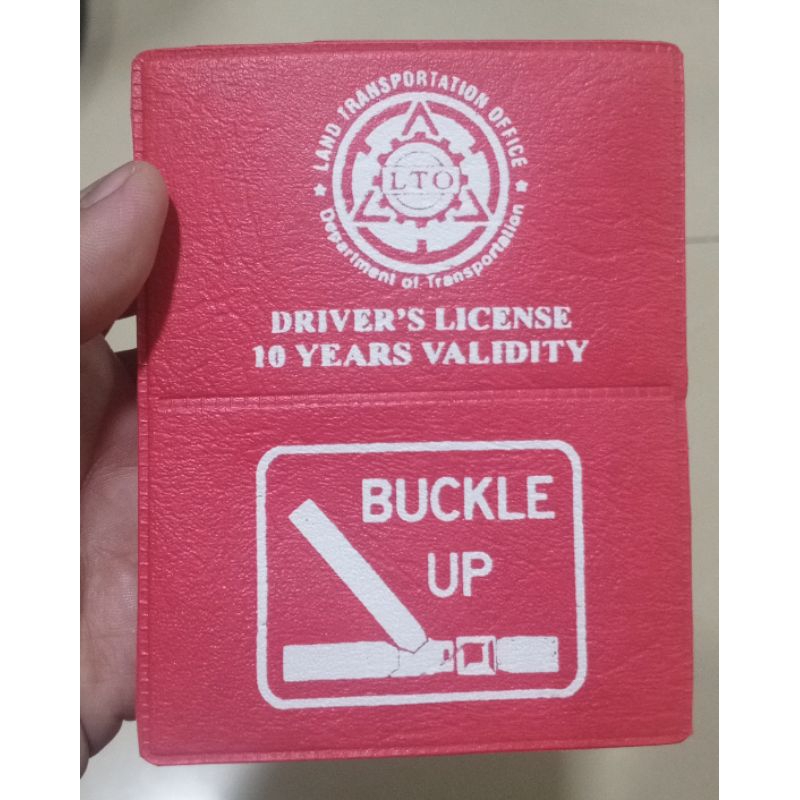 ★ LAND TRANSPORTATION OFFICE ★
LTO
Department of Transportation
DRIVER'S LICENSE
10 YEARS VALIDITY
BUCKLE
UP